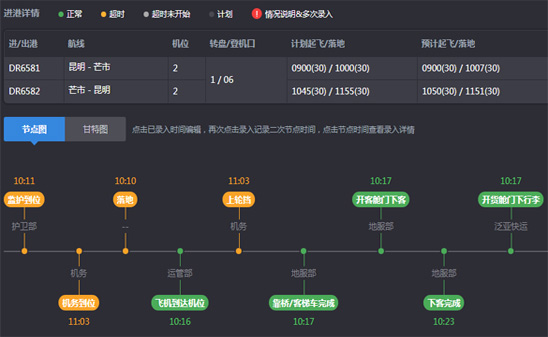 进港详情 正常 超时 超时未开始 计划 情况说明&多次录入
进/出港 航线 机位 转盘/登机口 计划起飞/落地 预计起飞/落地
DR6581 昆明 - 芒市 2 1 / 06 0900(30) / 1000(30) 0900(30) / 1007(30)
DR6582 芒市 - 昆明 2 1045(30) / 1155(30) 1050(30) / 1151(30)
节点图 甘特图 点击已录入时间编辑，再次点击录入记录二次节点时间，点击节点时间查看录入详情
10:11 10:10 11:03 10:17 10:17
监护到位 落地 上轮挡 开客舱门下客 开货舱门下行李
护卫部 -- 机务 地服部 泛亚快运
机务 运管部 地服部 地服部
机务到位 飞机到达机位 靠桥/客梯车完成 下客完成
11:03 10:16 10:17 10:23